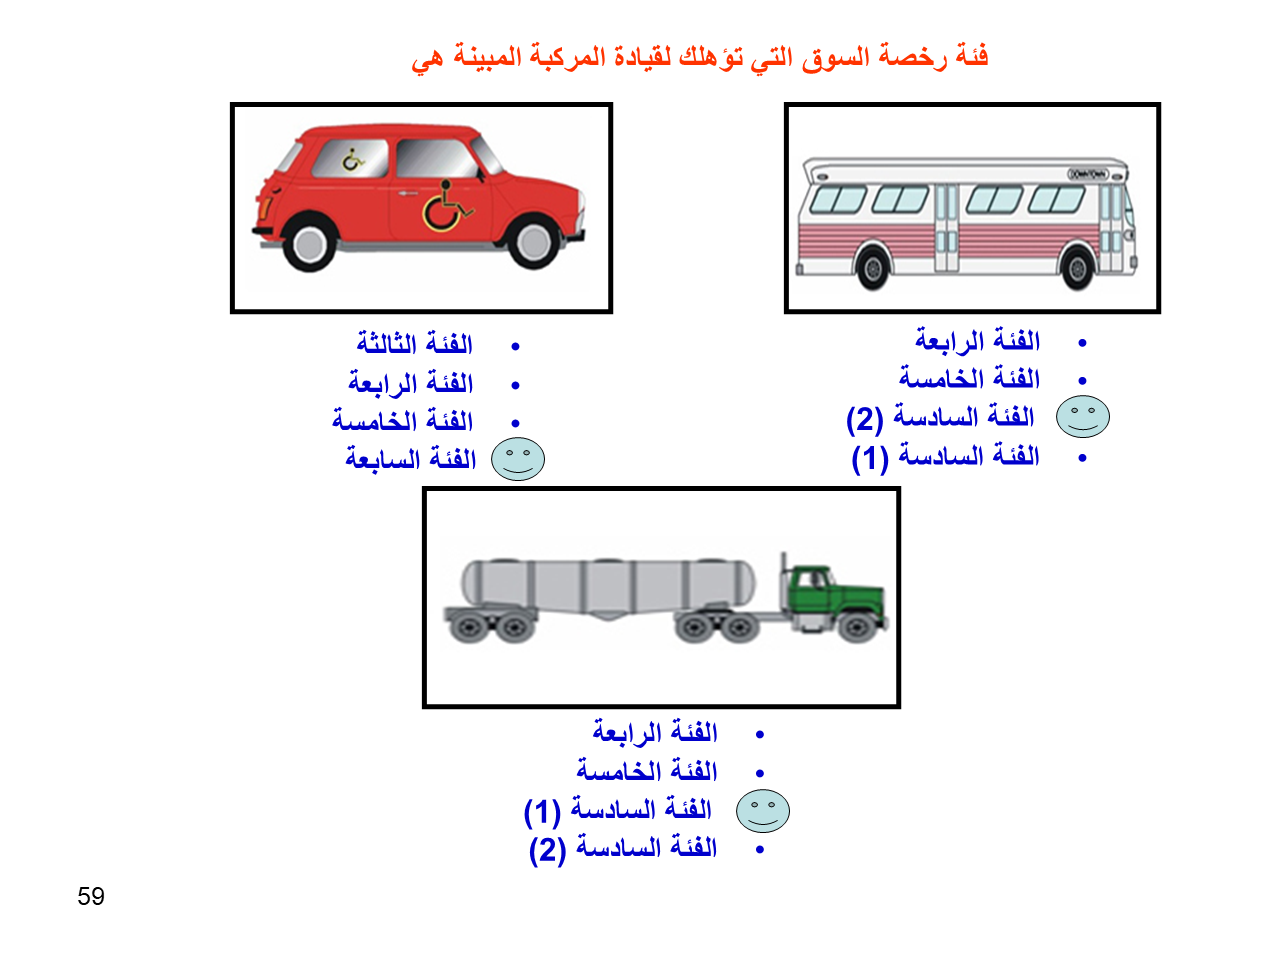 فئة رخصة السوق التي تؤهلك لقيادة المركبة المبينة هي
DOWNTOWN
• الفئة الرابعة
• الفئة الخامسة
الفئة السادسة (2)
• الفئة السادسة (1)
• الفئة الثالثة
• الفئة الرابعة
• الفئة الخامسة
الفئة السابعة
• الفئة الرابعة
• الفئة الخامسة
الفئة السادسة (1)
• الفئة السادسة (2)
59